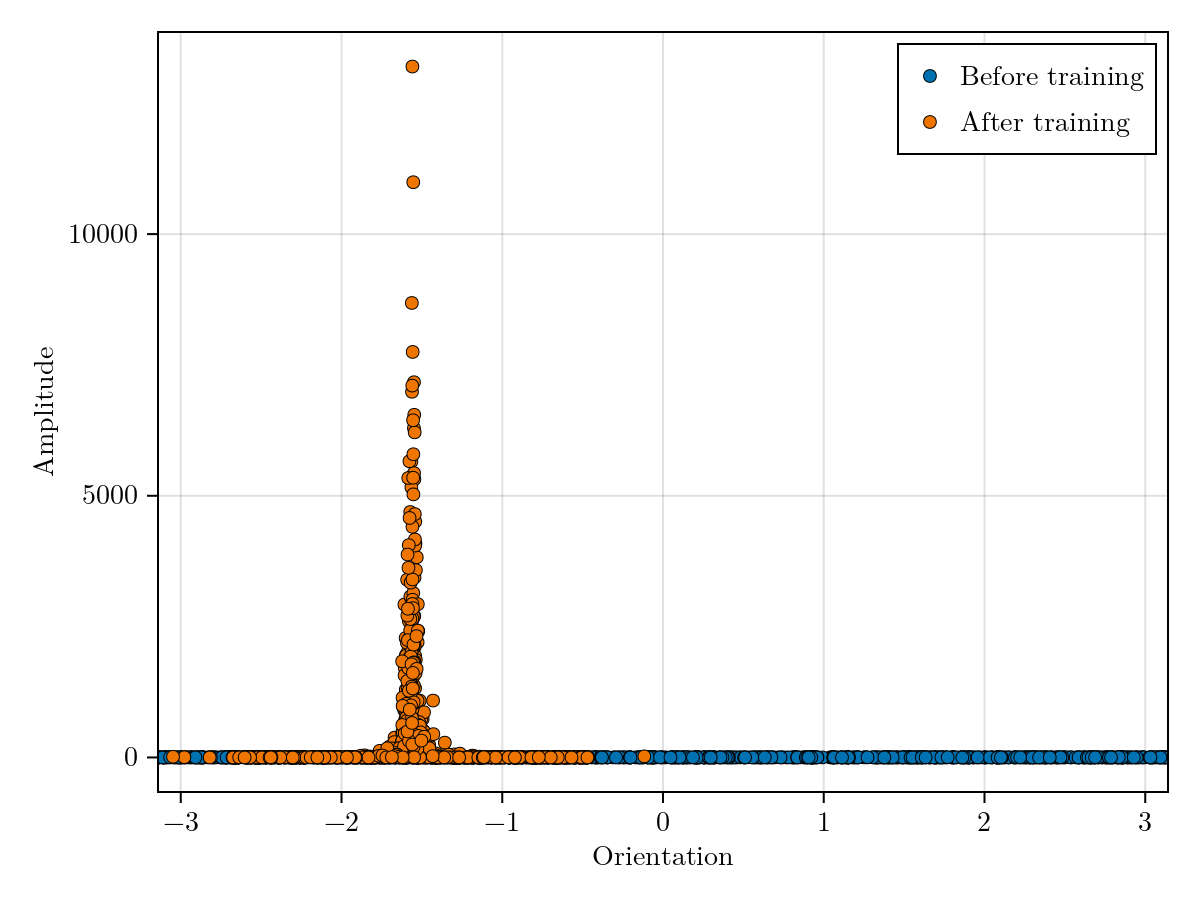 Before training
After training
10000
5000
0
Amplitude
−3 −2 −1 0 1 2 3
Orientation